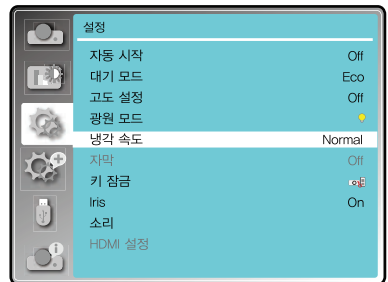 설정
자동 시작 Off
대기 모드 Eco
고도 설정 Off
광원 모드
냉각 속도 Normal
자막 Off
키 잠금
Iris On
소리
HDMI 설정